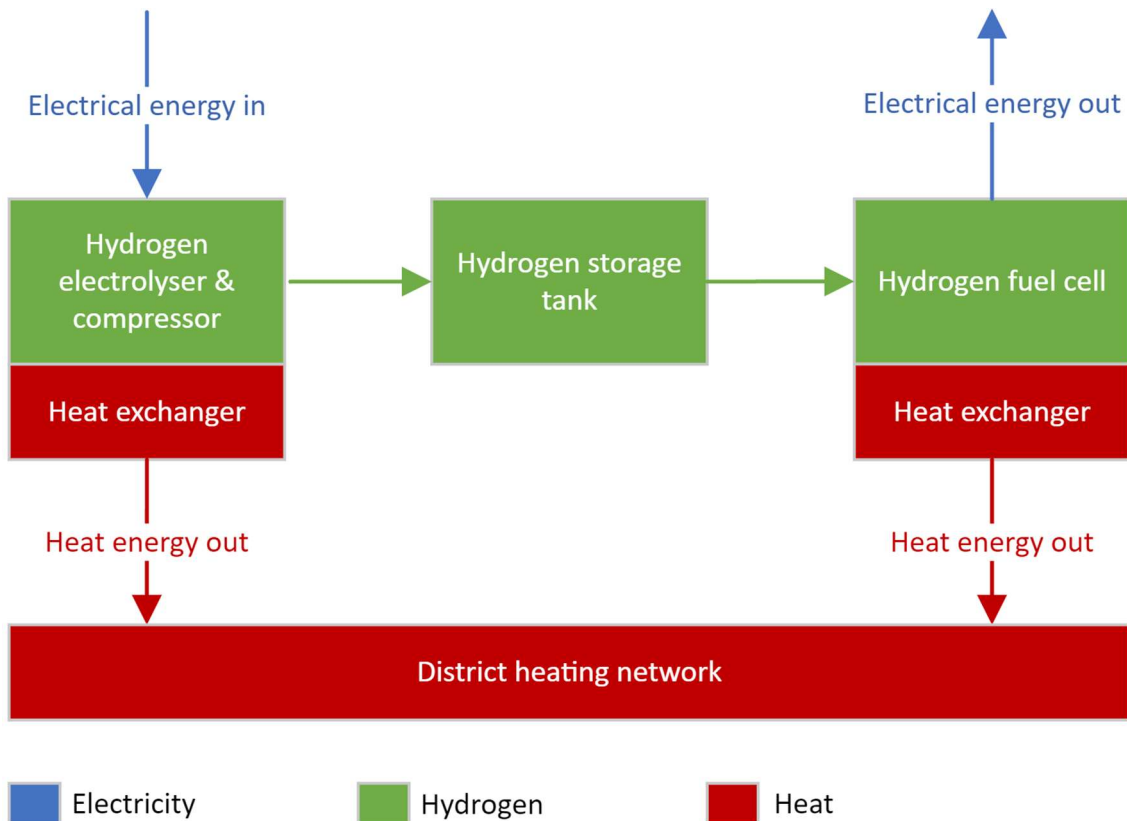 Electrical energy in
Electrical energy out
Hydrogen
electrolyser &
compressor
Hydrogen storage
tank
Hydrogen fuel cell
Heat exchanger
Heat exchanger
Heat energy out
Heat energy out
District heating network
Electricity
Hydrogen
Heat